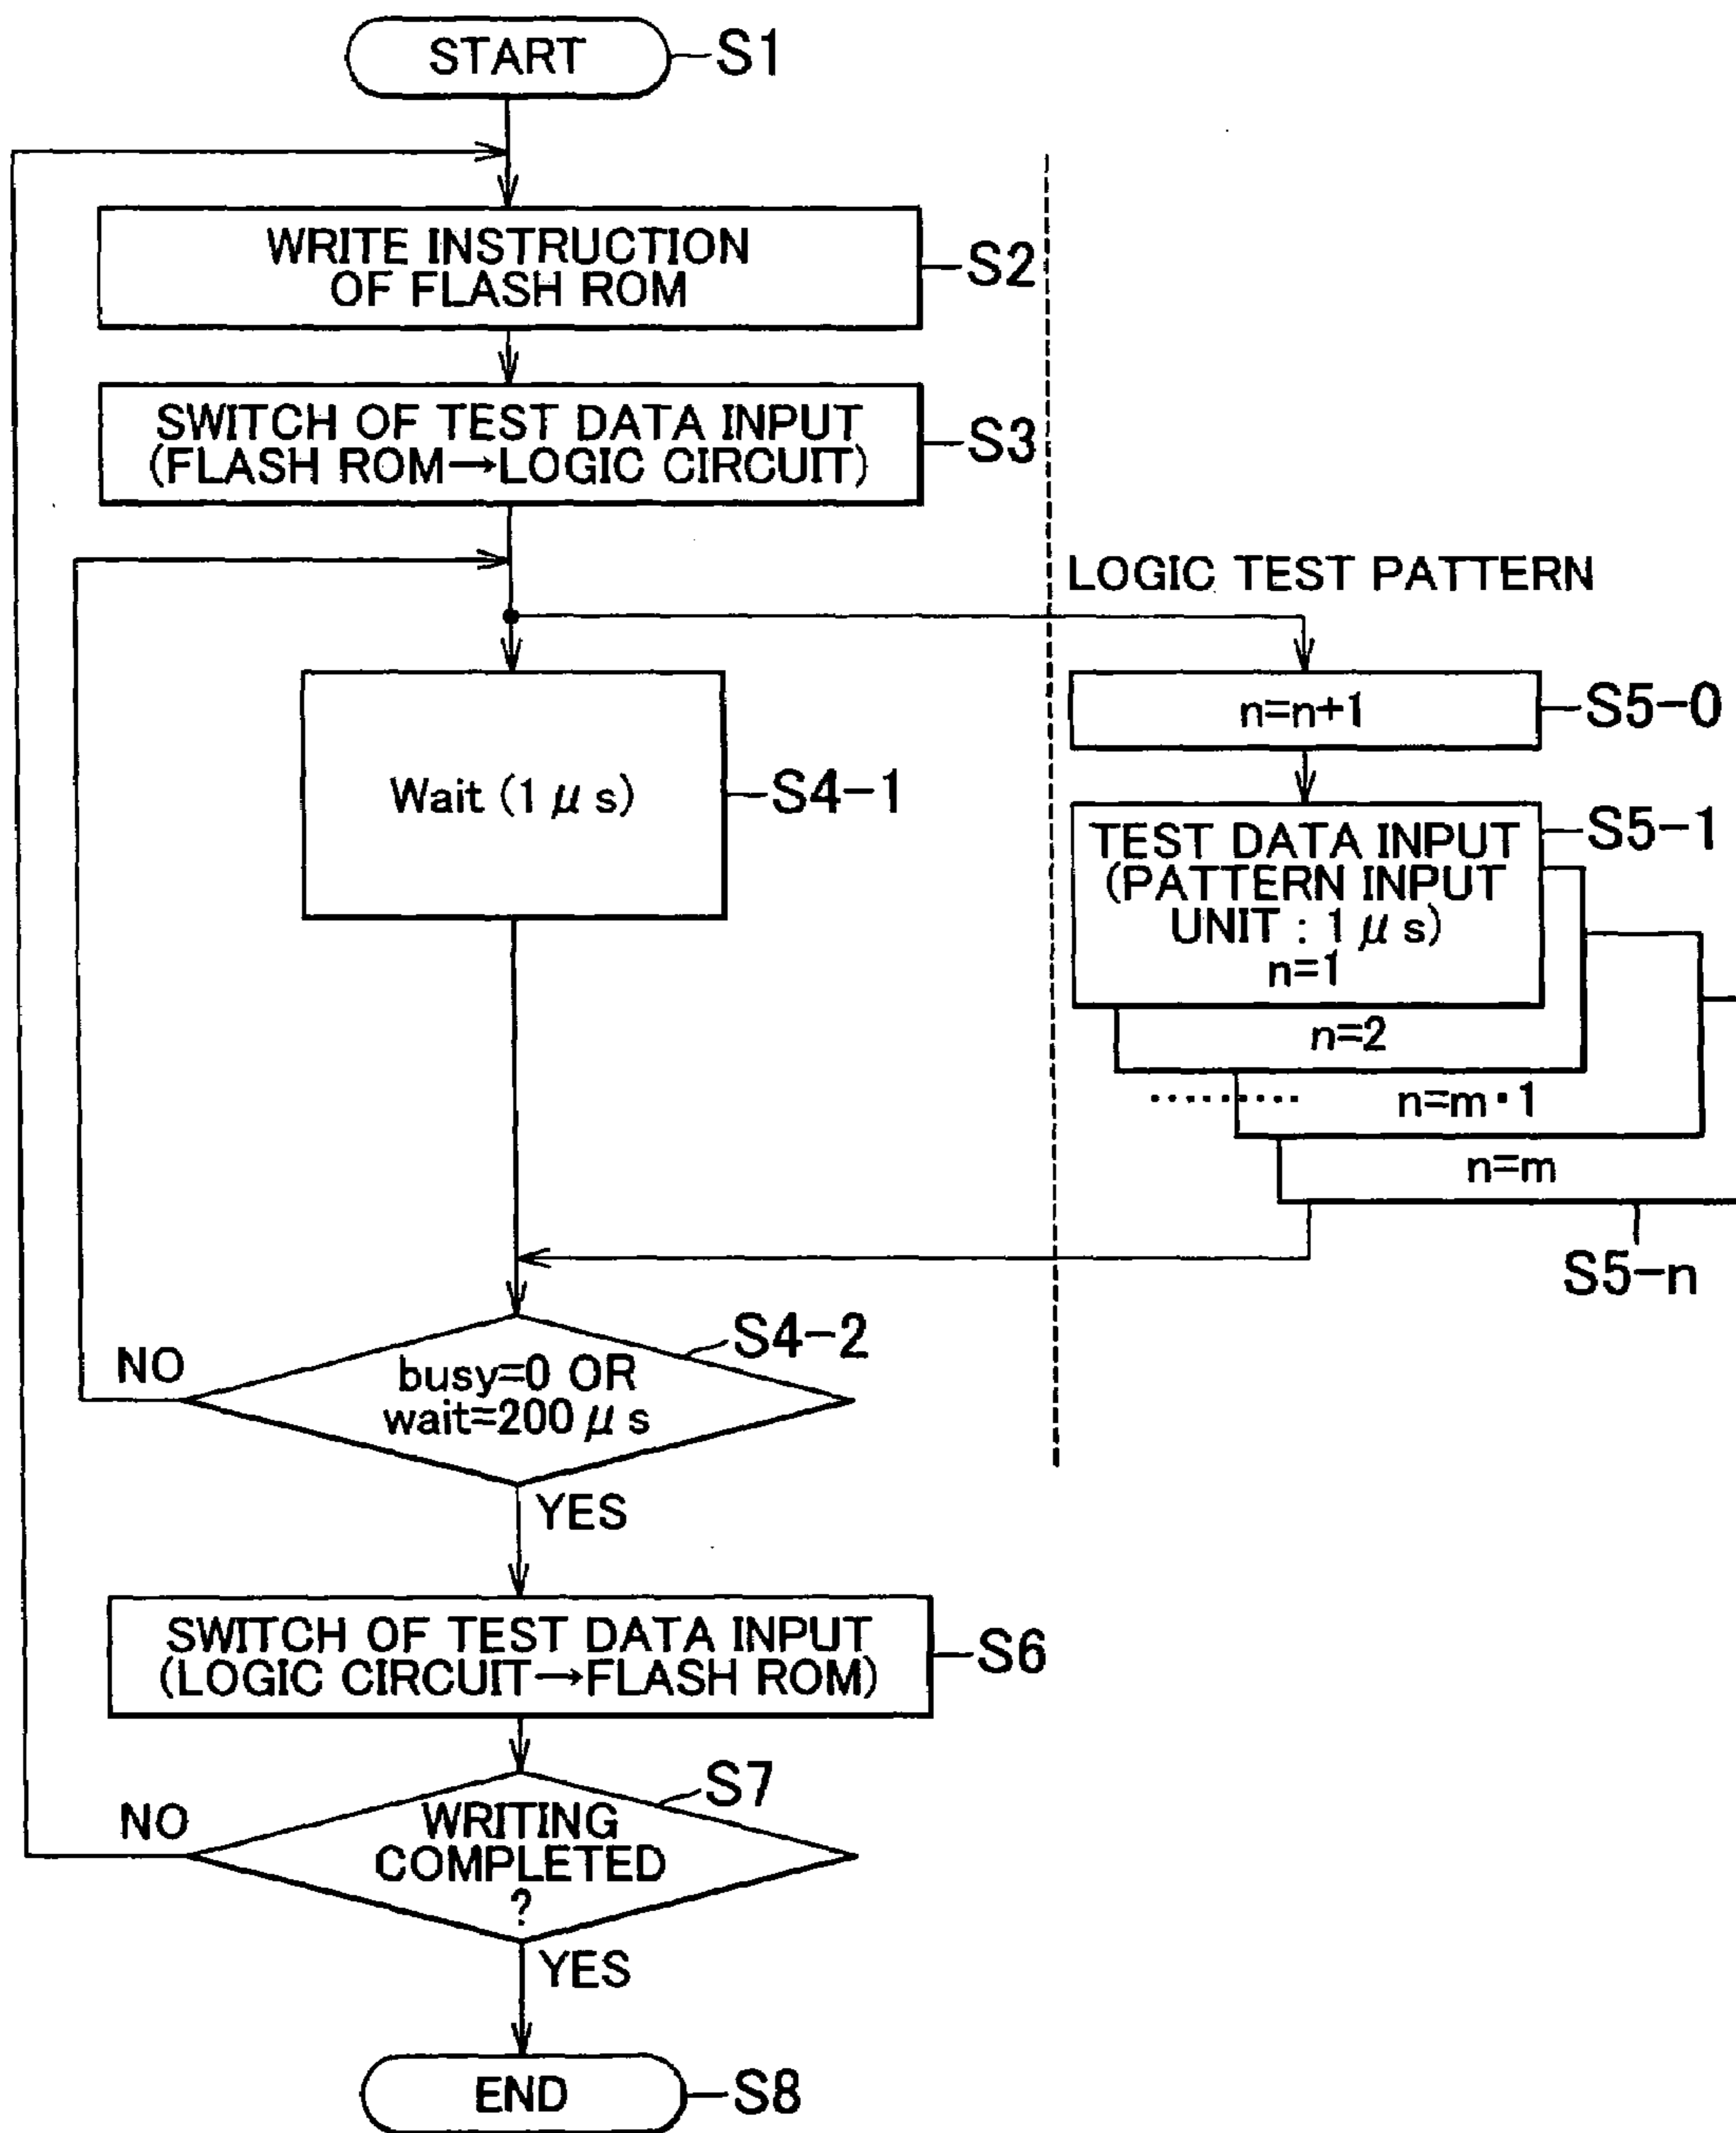 START
S1
WRITE INSTRUCTION
OF FLASH ROM
S2
SWITCH OF TEST DATA INPUT
(FLASH ROM→LOGIC CIRCUIT)
S3
LOGIC TEST PATTERN
n=n+1
S5-0
Wait (1 μ s)
S4-1
TEST DATA INPUT
(PATTERN INPUT
UNIT : 1 μ s)
n=1
S5-1
n=2
n=m・1
.........
n=m
S5-n
S4-2
busy=0 OR
wait=200 μ s
NO
YES
SWITCH OF TEST DATA INPUT
(LOGIC CIRCUIT→FLASH ROM)
S6
S7
WRITING
COMPLETED
?
NO
YES
END
S8